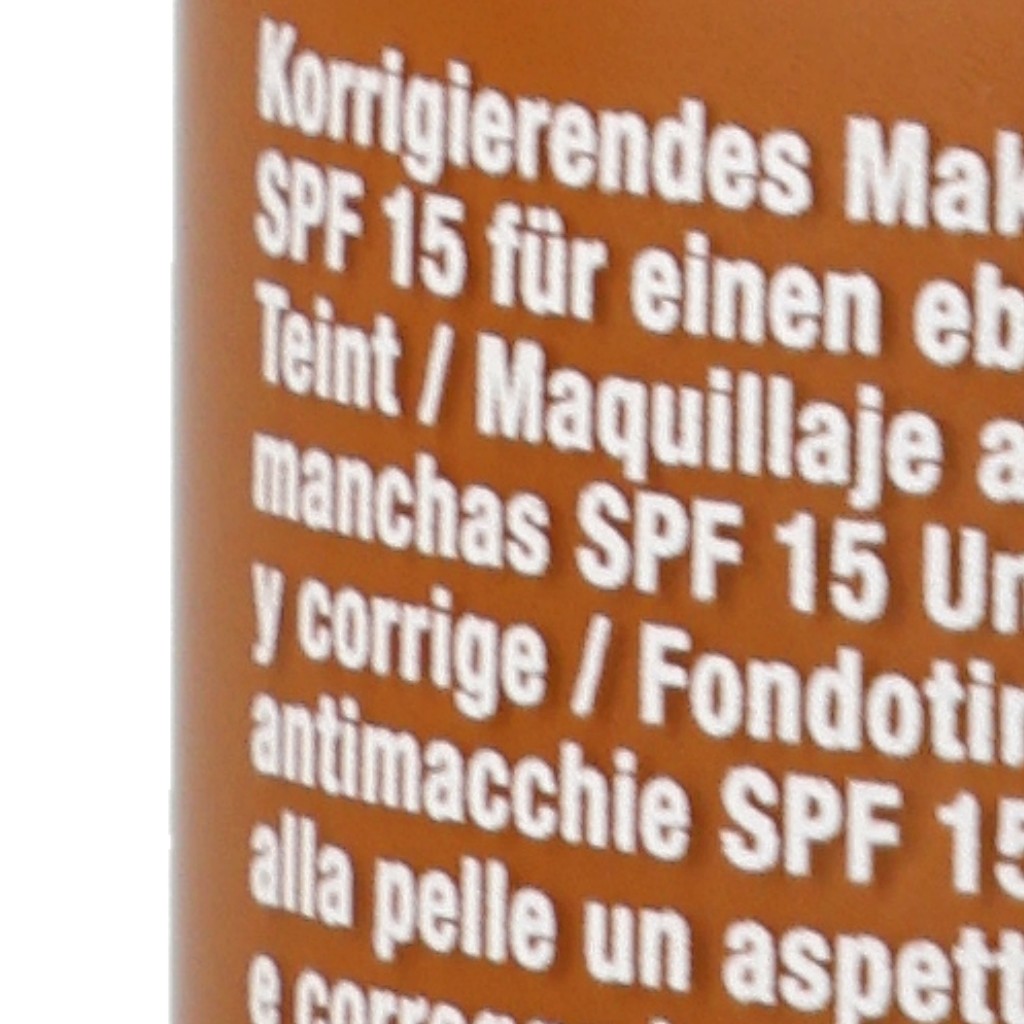 Korrigierendes Mak
SPF 15 für einen eb
Teint / Maquillaje a
manchas SPF 15 Un
y corrige / Fondotin
antimacchie SPF 15
alla pelle un aspett
e corre